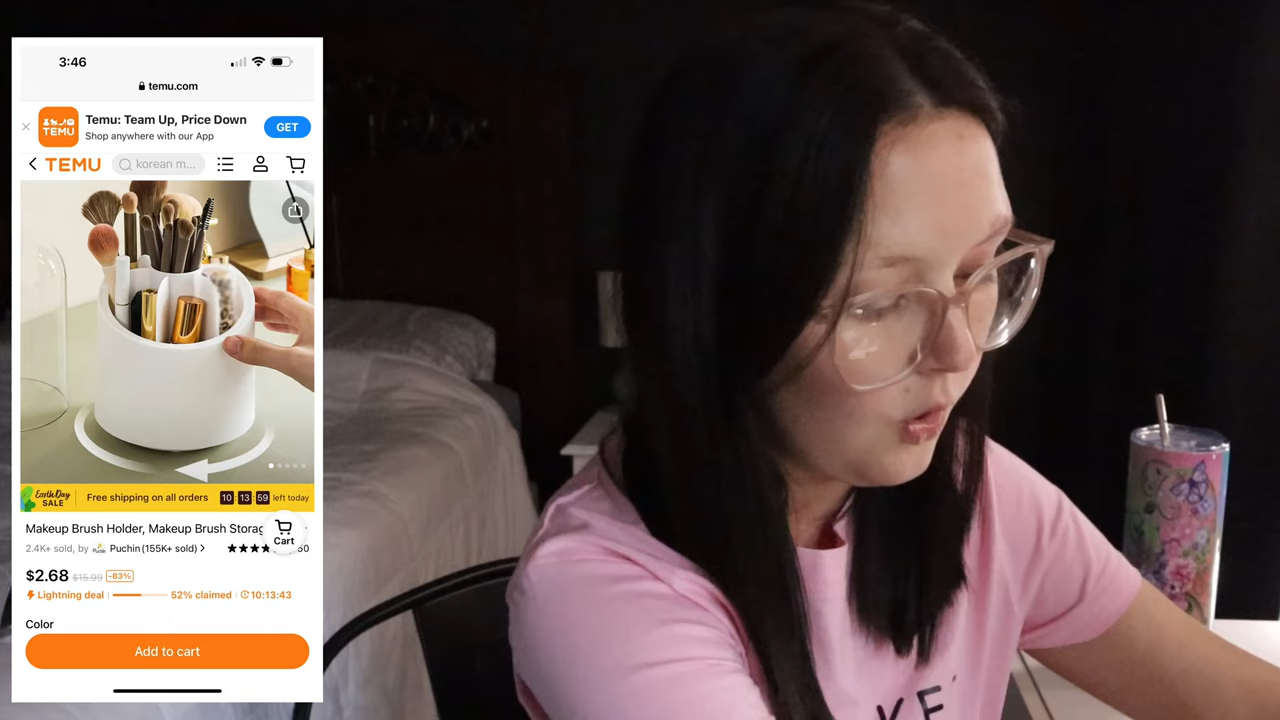 3:46
temu.com
TEMU
Temu: Team Up, Price Down
Shop anywhere with our App
GET
TEMU
korean m...
Earth Day
SALE
Free shipping on all orders
10 13 59 left today
Makeup Brush Holder, Makeup Brush Storag
Cart
2.4K+ sold, by Puchin (155K+ sold)
$2.68 $15.99 -83%
Lightning deal 52% claimed 10:13:43
Color
Add to cart